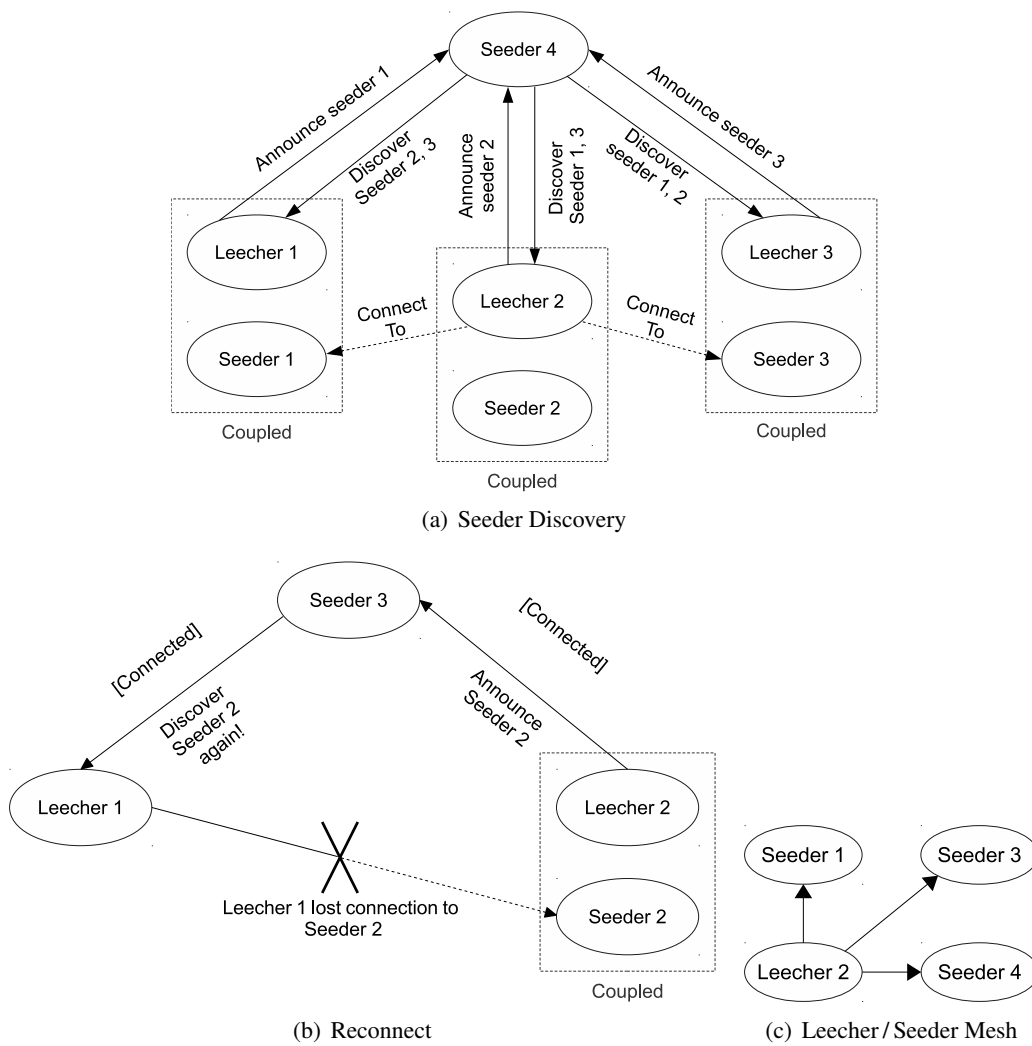 Seeder 4
Announce seeder 1
Discover
Seeder 2, 3
Announce
seeder 2
Discover
Seeder 1, 3
Discover
seeder 1, 2
Announce seeder 3
Leecher 1
Leecher 2
Leecher 3
Connect
To
Connect
To
Seeder 1
Seeder 2
Seeder 3
Coupled
Coupled
Coupled
(a) Seeder Discovery
Seeder 3
[Connected]
[Connected]
Discover
Seeder 2
again!
Announce
Seeder 2
Leecher 1
Leecher 2
Leecher 1 lost connection to
Seeder 2
Seeder 2
Coupled
(b) Reconnect
Seeder 1
Seeder 3
Leecher 2
Seeder 4
(c) Leecher / Seeder Mesh